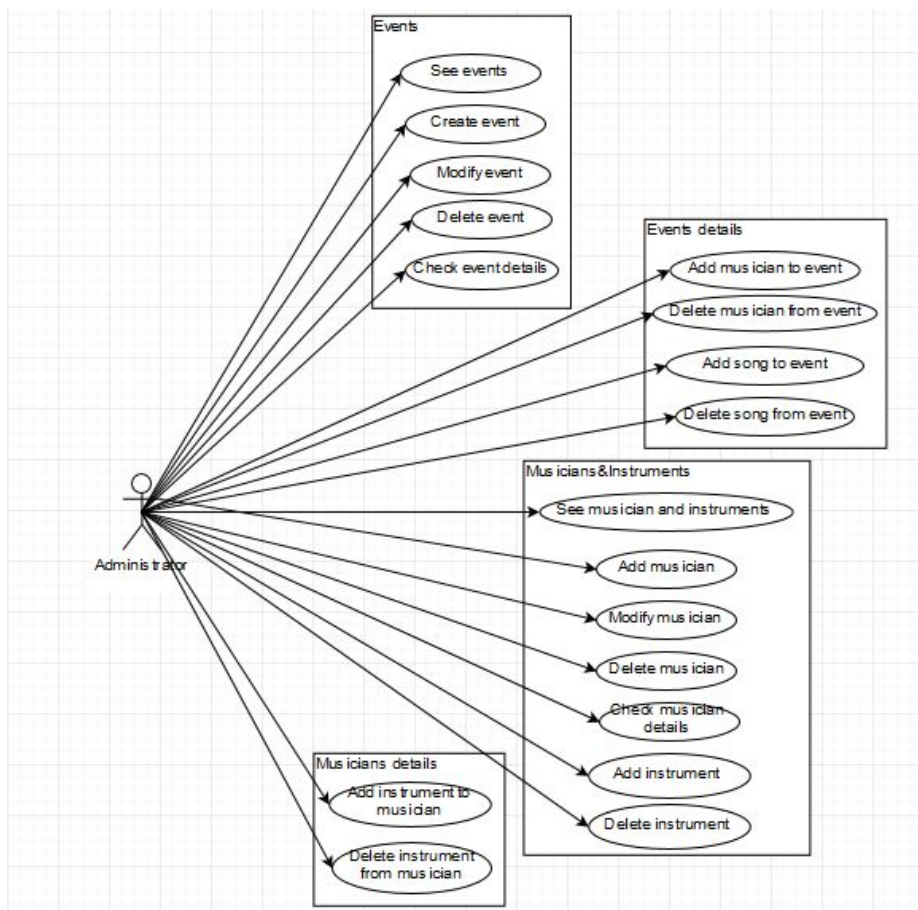 Events
See events
Create event
Modify event
Delete event
Check event details
Events details
Add musician to event
Delete musician from event
Add song to event
Delete song from event
Administrator
Musicians&Instruments
See musician and instruments
Add musician
Modify musician
Delete musician
Check musician
details
Add instrument
Delete instrument
Musicians details
Add instrument to
musician
Delete instrument
from musician